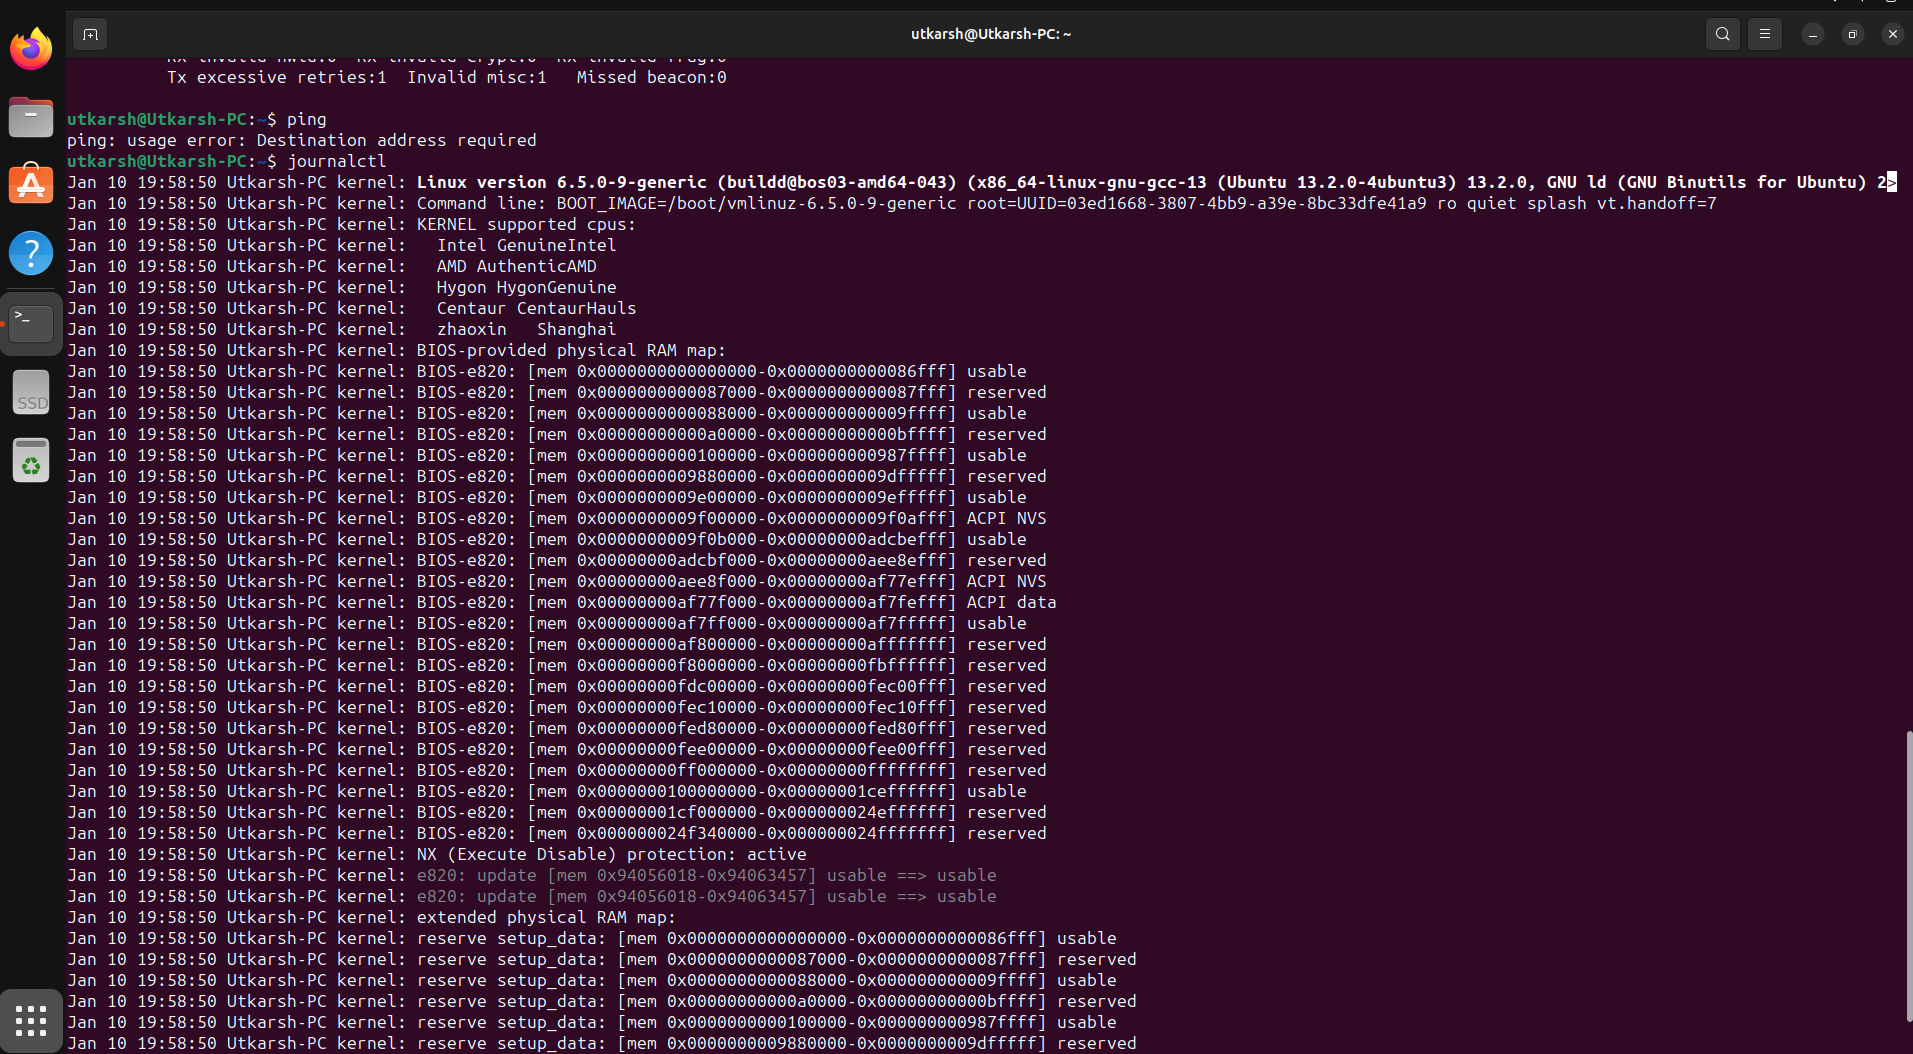 utkarsh@Utkarsh-PC: ~
Tx excessive retries:1  Invalid misc:1   Missed beacon:0
utkarsh@Utkarsh-PC:~$ ping
ping: usage error: Destination address required
utkarsh@Utkarsh-PC:~$ journalctl
Jan 10 19:58:50 Utkarsh-PC kernel: Linux version 6.5.0-9-generic (buildd@bos03-amd64-043) (x86_64-linux-gnu-gcc-13 (Ubuntu 13.2.0-4ubuntu3) 13.2.0, GNU ld (GNU Binutils for Ubuntu) 2>
Jan 10 19:58:50 Utkarsh-PC kernel: Command line: BOOT_IMAGE=/boot/vmlinuz-6.5.0-9-generic root=UUID=03ed1668-3807-4bb9-a39e-8bc33dfe41a9 ro quiet splash vt.handoff=7
Jan 10 19:58:50 Utkarsh-PC kernel: KERNEL supported cpus:
Jan 10 19:58:50 Utkarsh-PC kernel:   Intel GenuineIntel
Jan 10 19:58:50 Utkarsh-PC kernel:   AMD AuthenticAMD
Jan 10 19:58:50 Utkarsh-PC kernel:   Hygon HygonGenuine
Jan 10 19:58:50 Utkarsh-PC kernel:   Centaur CentaurHauls
Jan 10 19:58:50 Utkarsh-PC kernel:   zhaoxin   Shanghai
Jan 10 19:58:50 Utkarsh-PC kernel: BIOS-provided physical RAM map:
Jan 10 19:58:50 Utkarsh-PC kernel: BIOS-e820: [mem 0x0000000000000000-0x0000000000086fff] usable
Jan 10 19:58:50 Utkarsh-PC kernel: BIOS-e820: [mem 0x0000000000087000-0x0000000000087fff] reserved
Jan 10 19:58:50 Utkarsh-PC kernel: BIOS-e820: [mem 0x0000000000088000-0x000000000009ffff] usable
Jan 10 19:58:50 Utkarsh-PC kernel: BIOS-e820: [mem 0x00000000000a0000-0x00000000000bffff] reserved
Jan 10 19:58:50 Utkarsh-PC kernel: BIOS-e820: [mem 0x0000000000100000-0x000000000987ffff] usable
Jan 10 19:58:50 Utkarsh-PC kernel: BIOS-e820: [mem 0x0000000009880000-0x0000000009dfffff] reserved
Jan 10 19:58:50 Utkarsh-PC kernel: BIOS-e820: [mem 0x0000000009e00000-0x0000000009efffff] usable
Jan 10 19:58:50 Utkarsh-PC kernel: BIOS-e820: [mem 0x0000000009f00000-0x0000000009f0afff] ACPI NVS
Jan 10 19:58:50 Utkarsh-PC kernel: BIOS-e820: [mem 0x0000000009f0b000-0x00000000adcbefff] usable
Jan 10 19:58:50 Utkarsh-PC kernel: BIOS-e820: [mem 0x00000000adcbf000-0x00000000aee8efff] reserved
Jan 10 19:58:50 Utkarsh-PC kernel: BIOS-e820: [mem 0x00000000aee8f000-0x00000000af77efff] ACPI NVS
Jan 10 19:58:50 Utkarsh-PC kernel: BIOS-e820: [mem 0x00000000af77f000-0x00000000af7fefff] ACPI data
Jan 10 19:58:50 Utkarsh-PC kernel: BIOS-e820: [mem 0x00000000af7ff000-0x00000000af7fffff] usable
Jan 10 19:58:50 Utkarsh-PC kernel: BIOS-e820: [mem 0x00000000af800000-0x00000000afffffff] reserved
Jan 10 19:58:50 Utkarsh-PC kernel: BIOS-e820: [mem 0x00000000f8000000-0x00000000fbffffff] reserved
Jan 10 19:58:50 Utkarsh-PC kernel: BIOS-e820: [mem 0x00000000fdc00000-0x00000000fec00fff] reserved
Jan 10 19:58:50 Utkarsh-PC kernel: BIOS-e820: [mem 0x00000000fec10000-0x00000000fec10fff] reserved
Jan 10 19:58:50 Utkarsh-PC kernel: BIOS-e820: [mem 0x00000000fed80000-0x00000000fed80fff] reserved
Jan 10 19:58:50 Utkarsh-PC kernel: BIOS-e820: [mem 0x00000000fee00000-0x00000000fee00fff] reserved
Jan 10 19:58:50 Utkarsh-PC kernel: BIOS-e820: [mem 0x00000000ff000000-0x00000000ffffffff] reserved
Jan 10 19:58:50 Utkarsh-PC kernel: BIOS-e820: [mem 0x0000000100000000-0x00000001ceffffff] usable
Jan 10 19:58:50 Utkarsh-PC kernel: BIOS-e820: [mem 0x00000001cf000000-0x000000024effffff] reserved
Jan 10 19:58:50 Utkarsh-PC kernel: BIOS-e820: [mem 0x000000024f340000-0x000000024fffffff] reserved
Jan 10 19:58:50 Utkarsh-PC kernel: NX (Execute Disable) protection: active
Jan 10 19:58:50 Utkarsh-PC kernel: e820: update [mem 0x94056018-0x94063457] usable ==> usable
Jan 10 19:58:50 Utkarsh-PC kernel: e820: update [mem 0x94056018-0x94063457] usable ==> usable
Jan 10 19:58:50 Utkarsh-PC kernel: extended physical RAM map:
Jan 10 19:58:50 Utkarsh-PC kernel: reserve setup_data: [mem 0x0000000000000000-0x0000000000086fff] usable
Jan 10 19:58:50 Utkarsh-PC kernel: reserve setup_data: [mem 0x0000000000087000-0x0000000000087fff] reserved
Jan 10 19:58:50 Utkarsh-PC kernel: reserve setup_data: [mem 0x0000000000088000-0x000000000009ffff] usable
Jan 10 19:58:50 Utkarsh-PC kernel: reserve setup_data: [mem 0x00000000000a0000-0x00000000000bffff] reserved
Jan 10 19:58:50 Utkarsh-PC kernel: reserve setup_data: [mem 0x0000000000100000-0x000000000987ffff] usable
Jan 10 19:58:50 Utkarsh-PC kernel: reserve setup_data: [mem 0x0000000009880000-0x0000000009dfffff] reserved
SSD